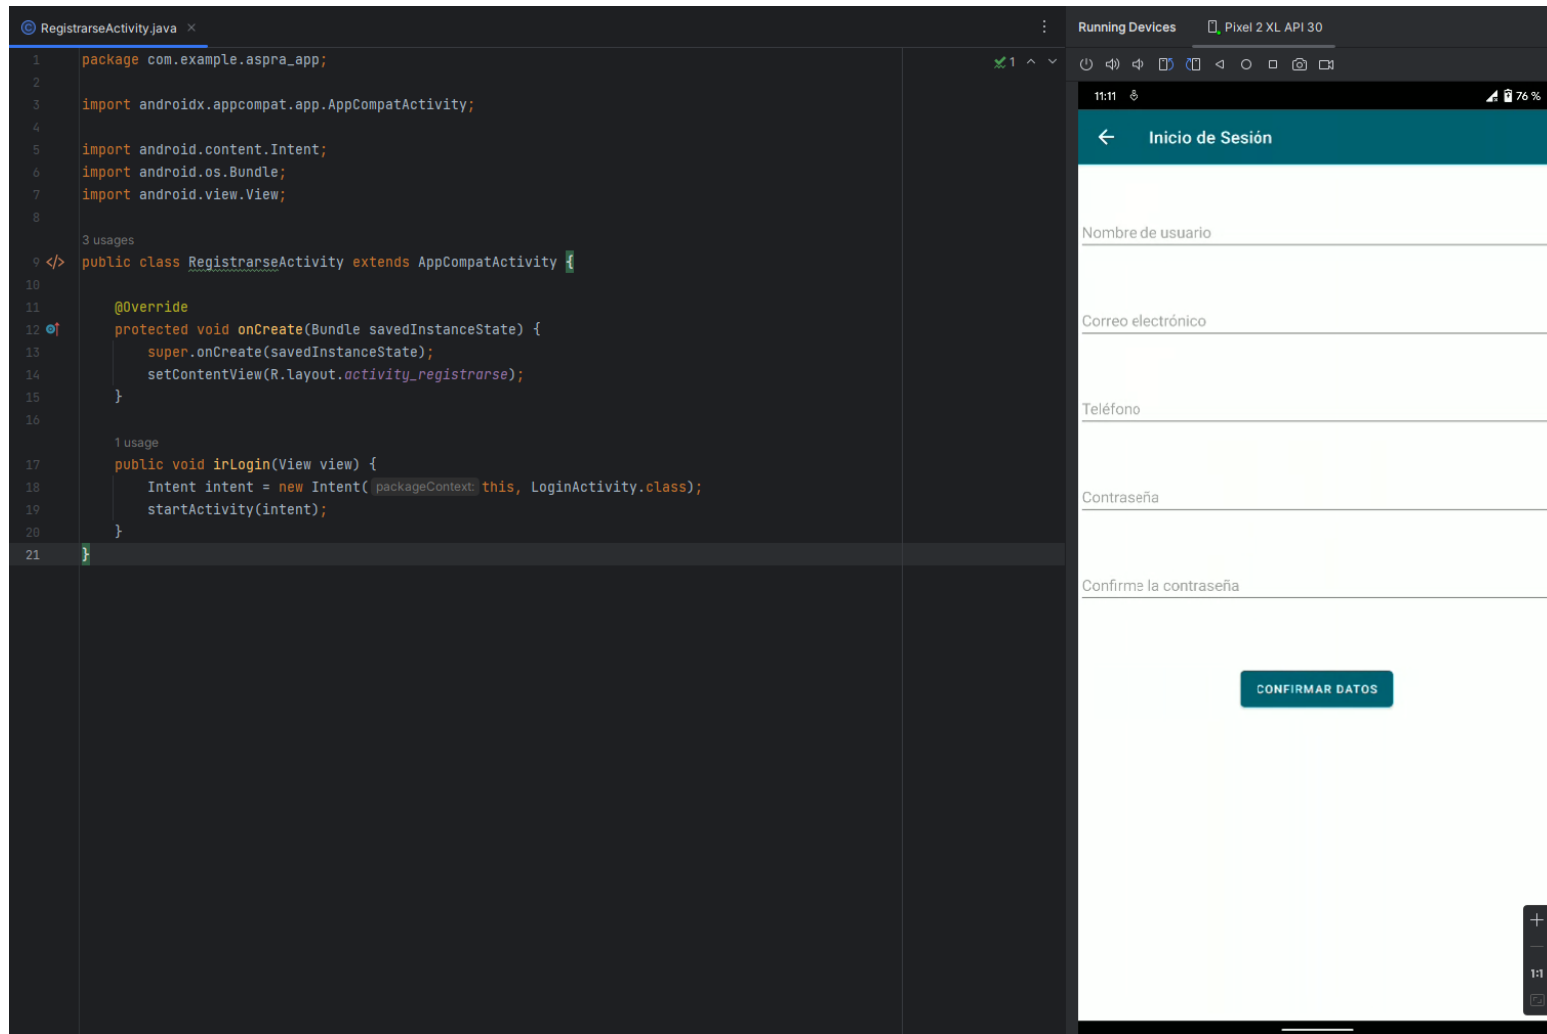 RegistrarseActivity.java
1 package com.example.aspra_app;
2
3 import androidx.appcompat.app.AppCompatActivity;
4
5 import android.content.Intent;
6 import android.os.Bundle;
7 import android.view.View;
8
3 usages
9 public class RegistrarseActivity extends AppCompatActivity {
10
11 @Override
12 protected void onCreate(Bundle savedInstanceState) {
13 super.onCreate(savedInstanceState);
14 setContentView(R.layout.activity_registrarse);
15 }
16
1 usage
17 public void irLogin(View view) {
18 Intent intent = new Intent( packageContext: this, LoginActivity.class);
19 startActivity(intent);
20 }
21 }
1
Running Devices Pixel 2 XL API 30
11:11 76 %
Inicio de Sesión
Nombre de usuario
Correo electrónico
Teléfono
Contraseña
Confirme la contraseña
CONFIRMAR DATOS
1:1